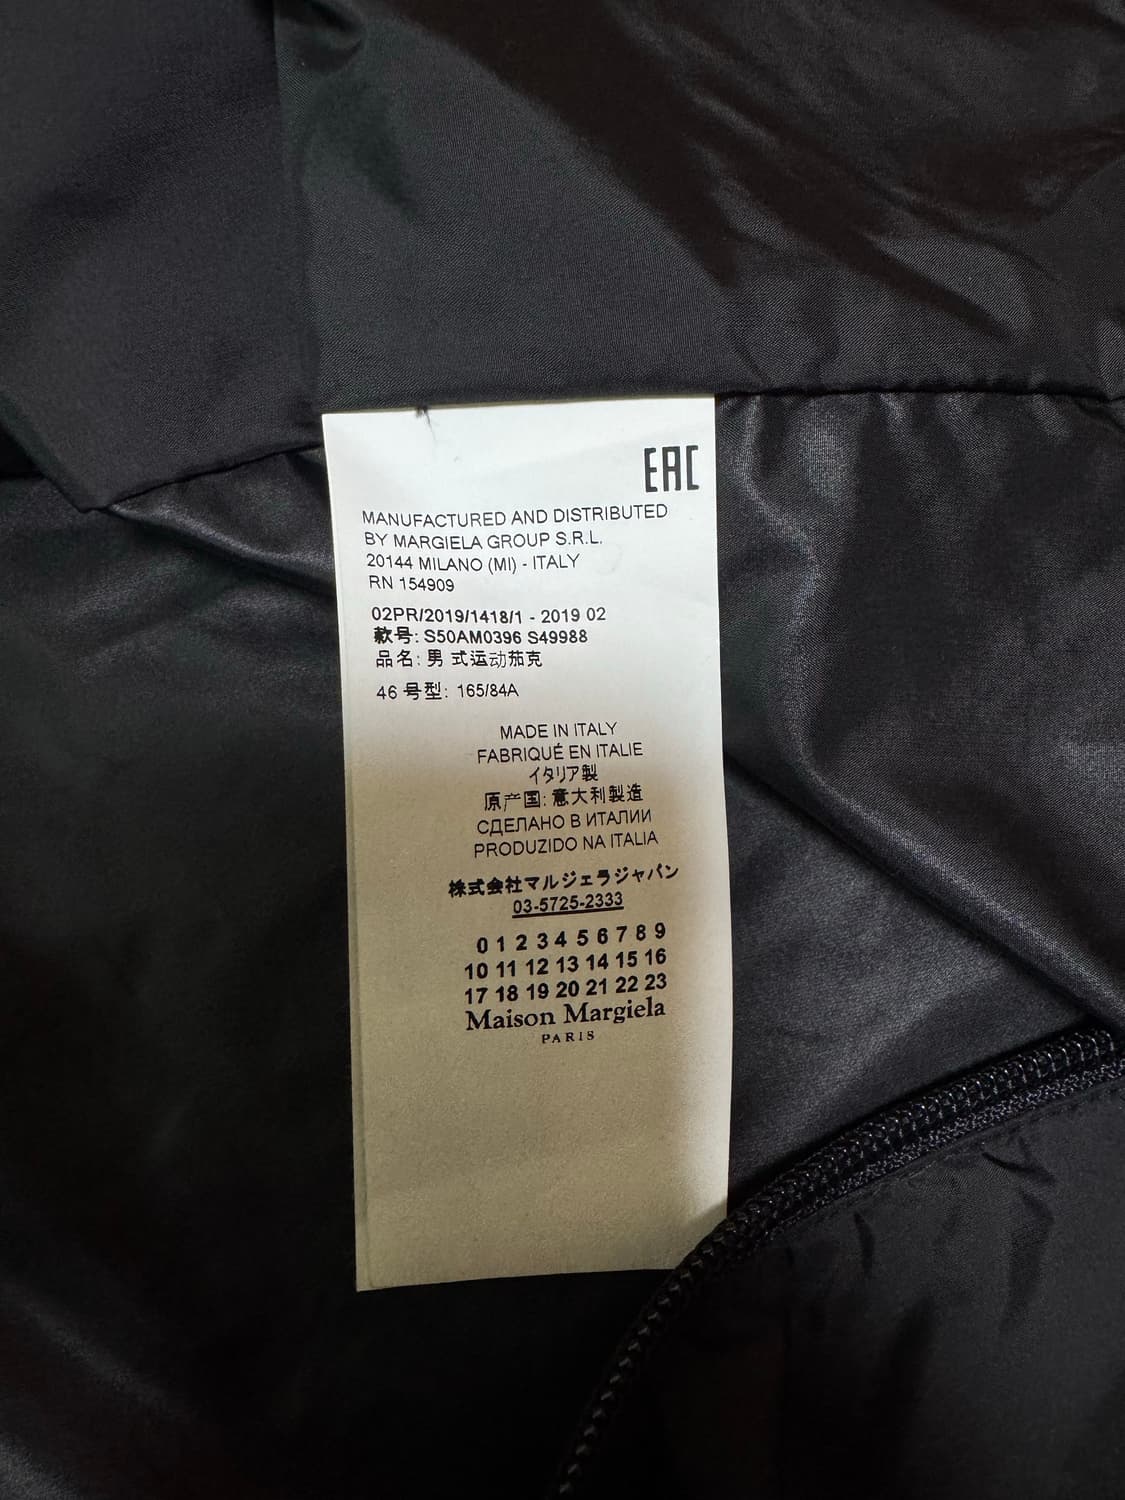 EAC
MANUFACTURED AND DISTRIBUTED
BY MARGIELA GROUP S.R.L.
20144 MILANO (MI) - ITALY
RN 154909
02PR/2019/1418/1 - 2019 02
款号: S50AM0396 S49988
品名: 男 式运动茄克
46 号型: 165/84A
MADE IN ITALY
FABRIQUÉ EN ITALIE
イタリア製
原产国: 意大利製造
СДЕЛАНО В ИТАЛИИ
PRODUZIDO NA ITALIA
株式会社マルジェラジャパン
03-5725-2333
0 1 2 3 4 5 6 7 8 9
10 11 12 13 14 15 16
17 18 19 20 21 22 23
Maison Margiela
PARIS